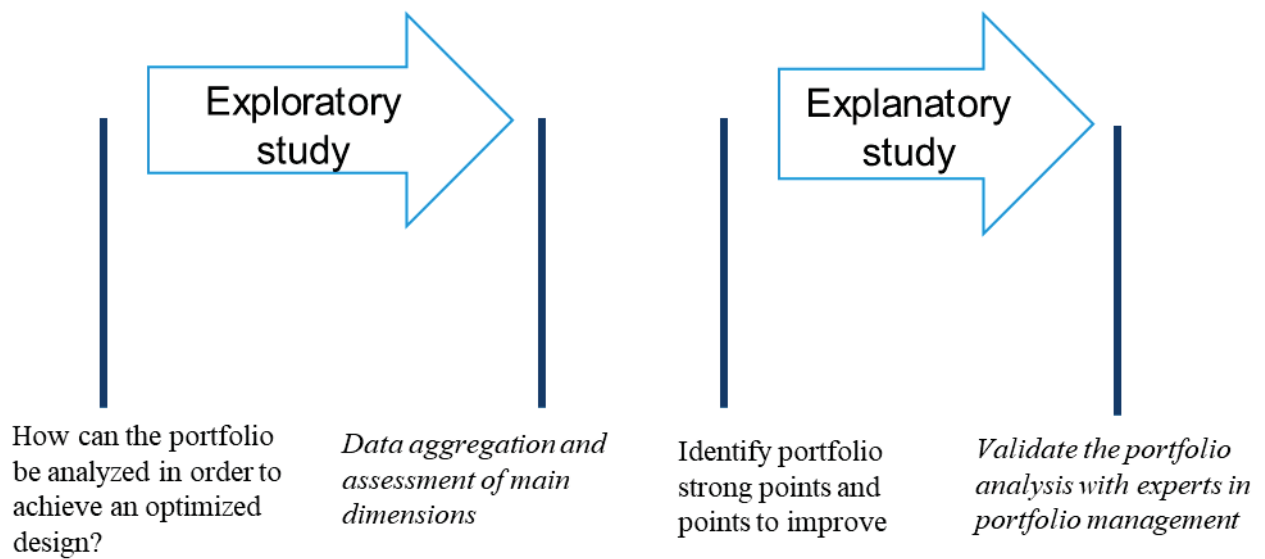 Exploratory
study
Explanatory
study
How can the portfolio
be analyzed in order to
achieve an optimized
design?
Data aggregation and
assessment of main
dimensions
Identify portfolio
strong points and
points to improve
Validate the portfolio
analysis with experts in
portfolio management